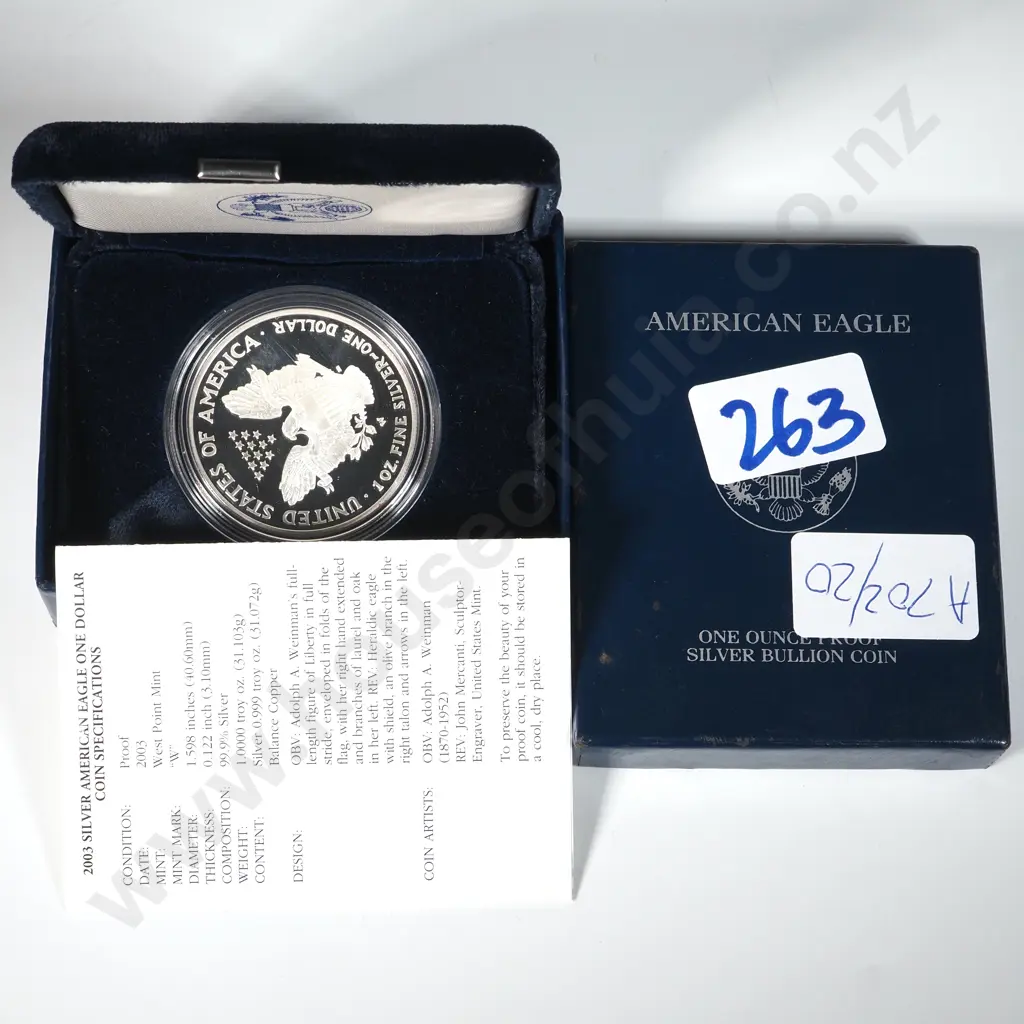 UNITED STATES OF AMERICA · 1 OZ. FINE SILVER~ONE DOLLAR ·
AMERICAN EAGLE
263
A 702/20
ONE OUNCE PROOF
SILVER BULLION COIN
2003 SILVER AMERICAN EAGLE ONE DOLLAR
COIN SPECIFICATIONS
CONDITION: Proof
DATE: 2003
MINT: West Point Mint
MINT MARK: "W"
DIAMETER: 1.598 inches (40.60mm)
THICKNESS: 0.122 inch (3.10mm)
COMPOSITION: 99.9% Silver
WEIGHT: 1.0000 troy oz. (31.103g)
CONTENT: Silver 0.999 troy oz. (31.072g)
Balance Copper
DESIGN: OBV: Adolph A. Weinman's full-
length figure of Liberty in full
stride, enveloped in folds of the
flag, with her right hand extended
and branches of laurel and oak
in her left. REV: Heraldic eagle
with shield, an olive branch in the
right talon and arrows in the left.
COIN ARTISTS: OBV: Adolph A. Weinman
(1870-1952)
REV: John Mercanti, Sculptor-
Engraver, United States Mint
To preserve the beauty of your
proof coin, it should be stored in
a cool, dry place.
www.houseofhula.co.nz